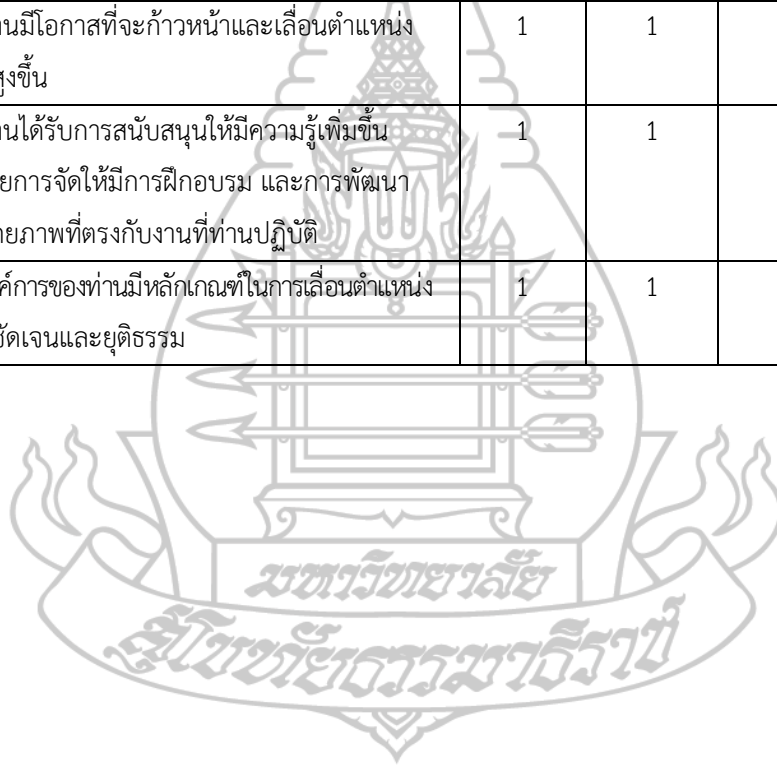 านมีโอกาสที่จะก้าวหน้าและเลื่อนตำแหน่ง 1 1
สูงขึ้น
านได้รับการสนับสนุนให้มีความรู้เพิ่มขึ้น 1 1
ยการจัดให้มีการฝึกอบรม และการพัฒนา
ายภาพที่ตรงกับงานที่ท่านปฏิบัติ
ค์การของท่านมีหลักเกณฑ์ในการเลื่อนตำแหน่ง 1 1
ชัดเจนและยุติธรรม
มหาวิทยาลัย
สุโขทัยธรรมาธิราช